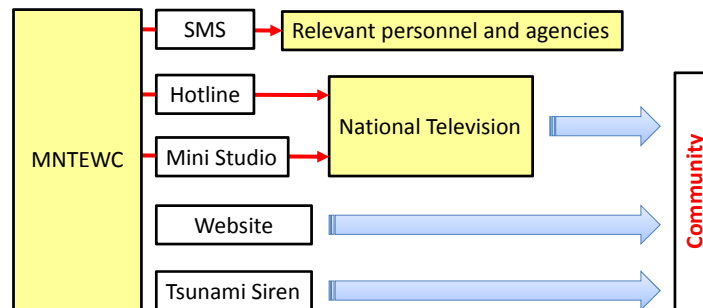 SMS
Relevant personnel and agencies
Hotline
National Television
MNTEWC
Mini Studio
Website
Tsunami Siren
Community